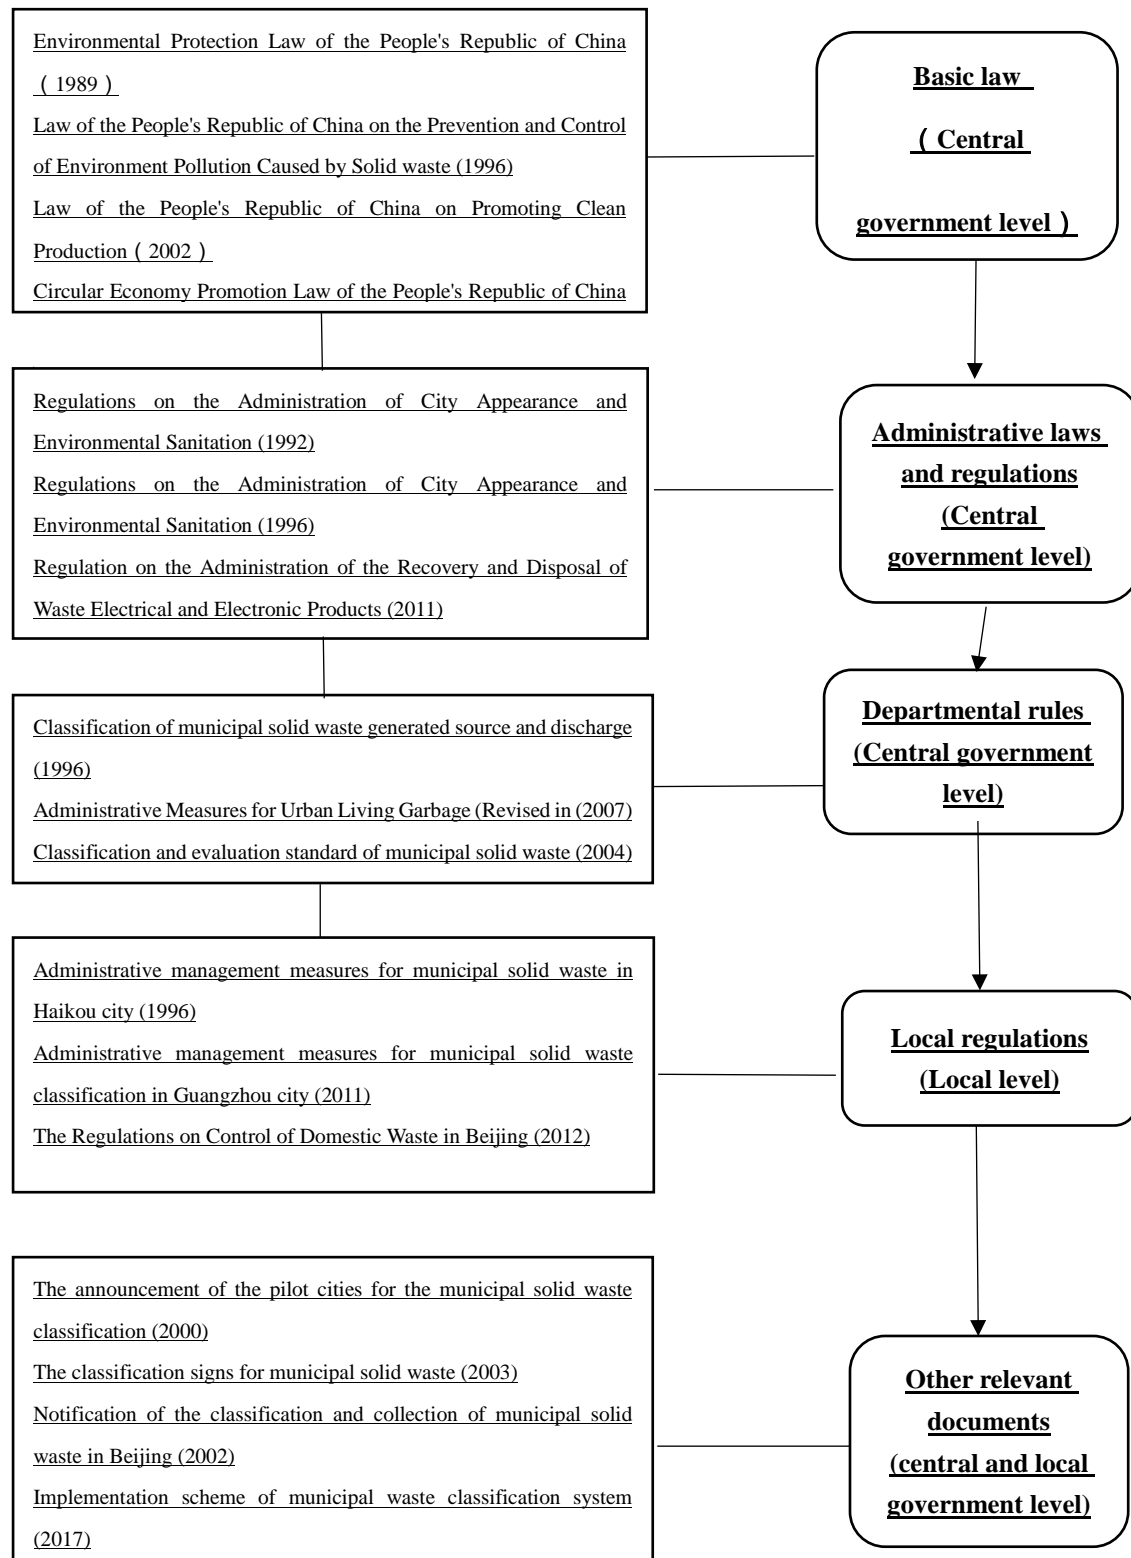 Environmental Protection Law of the People's Republic of China
（1989）
Law of the People's Republic of China on the Prevention and Control
of Environment Pollution Caused by Solid waste (1996)
Law of the People's Republic of China on Promoting Clean
Production（2002）
Circular Economy Promotion Law of the People's Republic of China
Basic law
（Central
government level）
Regulations on the Administration of City Appearance and
Environmental Sanitation (1992)
Regulations on the Administration of City Appearance and
Environmental Sanitation (1996)
Regulation on the Administration of the Recovery and Disposal of
Waste Electrical and Electronic Products (2011)
Administrative laws
and regulations
(Central
government level)
Classification of municipal solid waste generated source and discharge
(1996)
Administrative Measures for Urban Living Garbage (Revised in (2007)
Classification and evaluation standard of municipal solid waste (2004)
Departmental rules
(Central government
level)
Administrative management measures for municipal solid waste in
Haikou city (1996)
Administrative management measures for municipal solid waste
classification in Guangzhou city (2011)
The Regulations on Control of Domestic Waste in Beijing (2012)
Local regulations
(Local level)
The announcement of the pilot cities for the municipal solid waste
classification (2000)
The classification signs for municipal solid waste (2003)
Notification of the classification and collection of municipal solid
waste in Beijing (2002)
Implementation scheme of municipal waste classification system
(2017)
Other relevant
documents
(central and local
government level)